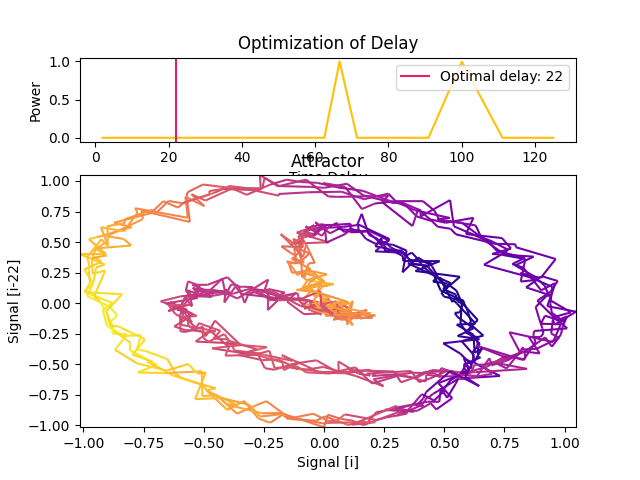 Optimization of Delay
Power
1.0
0.5
0.0
Optimal delay: 22
0 20 40 60 80 100 120
Time Delay
Attractor
Signal [i-22]
1.00
0.75
0.50
0.25
0.00
−0.25
−0.50
−0.75
−1.00
−1.00 −0.75 −0.50 −0.25 0.00 0.25 0.50 0.75 1.00
Signal [i]